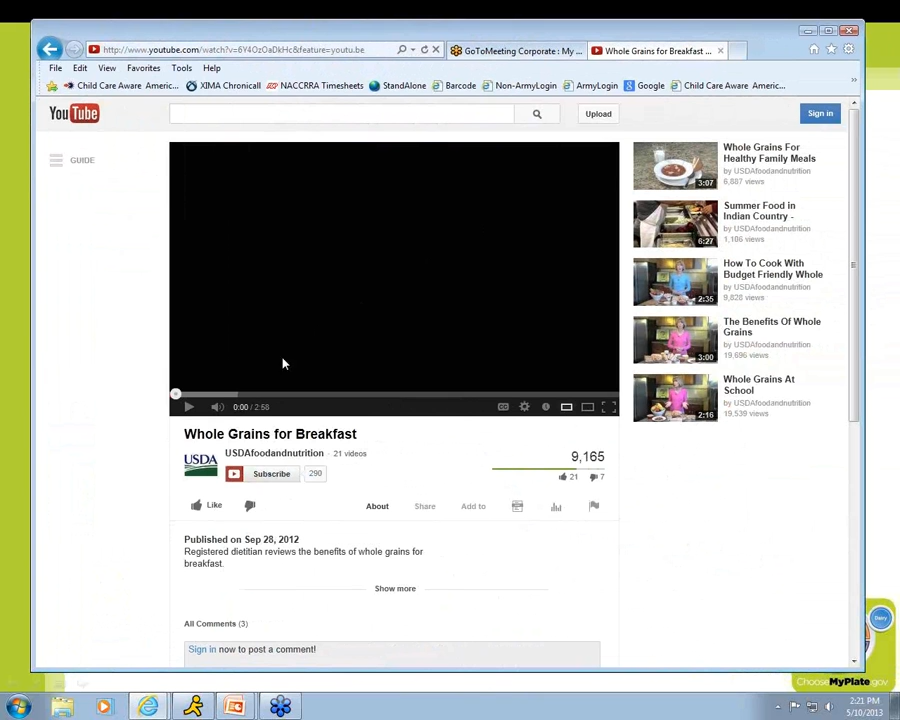 http://www.youtube.com/watch?v=6Y4OzOaDkHc&feature=youtu.be
GoToMeeting Corporate : My ...
Whole Grains for Breakfast ...
File Edit View Favorites Tools Help
Child Care Aware Americ...
XIMA Chronicall
NACCRRA Timesheets
StandAlone
Barcode
Non-ArmyLogin
ArmyLogin
Google
Child Care Aware Americ...
YouTube
Upload
Sign in
GUIDE
0:00 / 2:58
Whole Grains for Breakfast
USDA
USDAfoodandnutrition · 21 videos
Subscribe 290
9,165
21 7
Like
About Share Add to
Published on Sep 28, 2012
Registered dietitian reviews the benefits of whole grains for
breakfast.
Show more
All Comments (3)
Sign in now to post a comment!
3:07
Whole Grains For
Healthy Family Meals
by USDAfoodandnutrition
6,887 views
6:27
Summer Food in
Indian Country -
by USDAfoodandnutrition
1,106 views
2:35
How To Cook With
Budget Friendly Whole
by USDAfoodandnutrition
9,828 views
3:00
The Benefits Of Whole
Grains
by USDAfoodandnutrition
19,696 views
2:16
Whole Grains At
School
by USDAfoodandnutrition
19,539 views
Dairy
ChooseMyPlate.gov
2:21 PM
5/10/2013